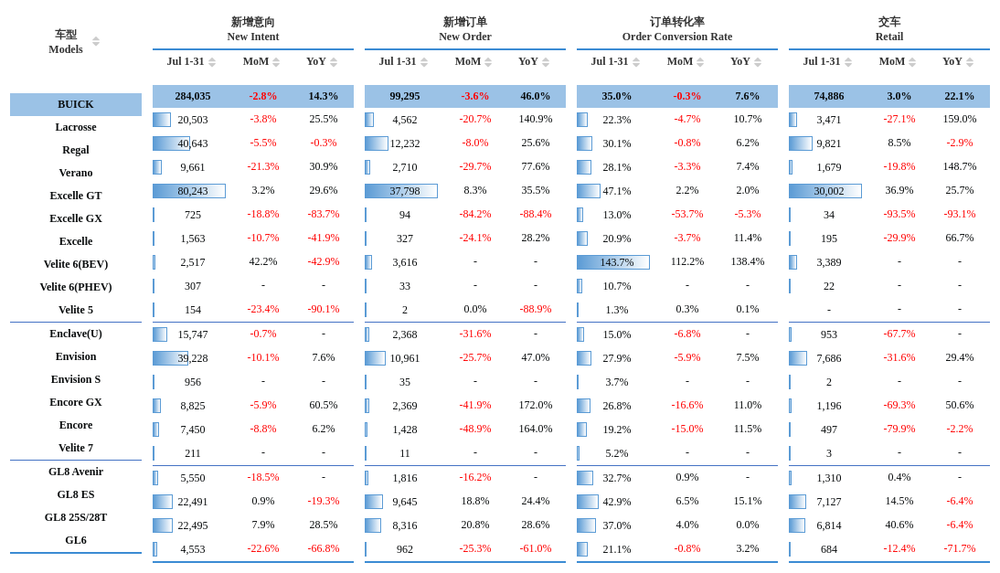 车型
Models
新增意向
New Intent
新增订单
New Order
订单转化率
Order Conversion Rate
交车
Retail
Jul 1-31 MoM YoY Jul 1-31 MoM YoY Jul 1-31 MoM YoY Jul 1-31 MoM YoY
BUICK 284,035 -2.8% 14.3% 99,295 -3.6% 46.0% 35.0% -0.3% 7.6% 74,886 3.0% 22.1%
Lacrosse 20,503 -3.8% 25.5% 4,562 -20.7% 140.9% 22.3% -4.7% 10.7% 3,471 -27.1% 159.0%
Regal 40,643 -5.5% -0.3% 12,232 -8.0% 25.6% 30.1% -0.8% 6.2% 9,821 8.5% -2.9%
Verano 9,661 -21.3% 30.9% 2,710 -29.7% 77.6% 28.1% -3.3% 7.4% 1,679 -19.8% 148.7%
Excelle GT 80,243 3.2% 29.6% 37,798 8.3% 35.5% 47.1% 2.2% 2.0% 30,002 36.9% 25.7%
Excelle GX 725 -18.8% -83.7% 94 -84.2% -88.4% 13.0% -53.7% -5.3% 34 -93.5% -93.1%
Excelle 1,563 -10.7% -41.9% 327 -24.1% 28.2% 20.9% -3.7% 11.4% 195 -29.9% 66.7%
Velite 6(BEV) 2,517 42.2% -42.9% 3,616 - - 143.7% 112.2% 138.4% 3,389 - -
Velite 6(PHEV) 307 - - 33 - - 10.7% - - 22 - -
Velite 5 154 -23.4% -90.1% 2 0.0% -88.9% 1.3% 0.3% 0.1% - - -
Enclave(U) 15,747 -0.7% - 2,368 -31.6% - 15.0% -6.8% - 953 -67.7% -
Envision 39,228 -10.1% 7.6% 10,961 -25.7% 47.0% 27.9% -5.9% 7.5% 7,686 -31.6% 29.4%
Envision S 956 - - 35 - - 3.7% - - 2 - -
Encore GX 8,825 -5.9% 60.5% 2,369 -41.9% 172.0% 26.8% -16.6% 11.0% 1,196 -69.3% 50.6%
Encore 7,450 -8.8% 6.2% 1,428 -48.9% 164.0% 19.2% -15.0% 11.5% 497 -79.9% -2.2%
Velite 7 211 - - 11 - - 5.2% - - 3 - -
GL8 Avenir 5,550 -18.5% - 1,816 -16.2% - 32.7% 0.9% - 1,310 0.4% -
GL8 ES 22,491 0.9% -19.3% 9,645 18.8% 24.4% 42.9% 6.5% 15.1% 7,127 14.5% -6.4%
GL8 25S/28T 22,495 7.9% 28.5% 8,316 20.8% 28.6% 37.0% 4.0% 0.0% 6,814 40.6% -6.4%
GL6 4,553 -22.6% -66.8% 962 -25.3% -61.0% 21.1% -0.8% 3.2% 684 -12.4% -71.7%